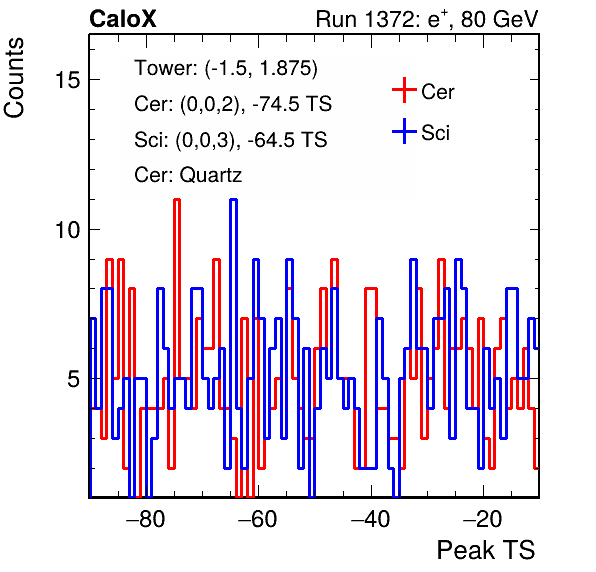 CaloX Run 1372: e⁺, 80 GeV
Counts
Tower: (-1.5, 1.875)
Cer: (0,0,2), -74.5 TS
Sci: (0,0,3), -64.5 TS
Cer: Quartz
Cer
Sci
15
10
5
−80 −60 −40 −20
Peak TS